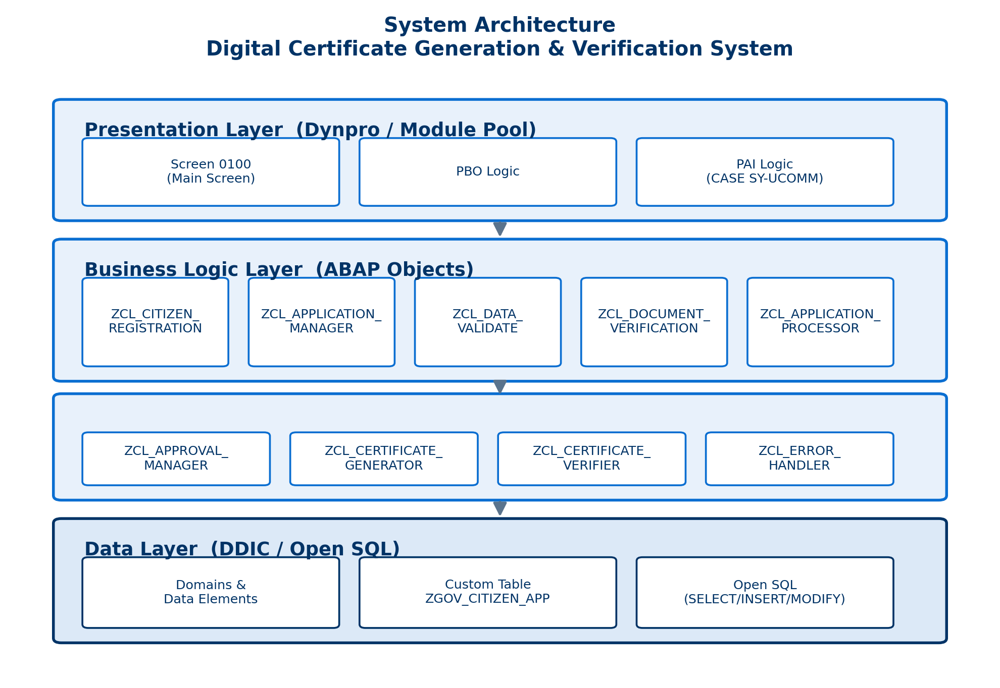 System Architecture
Digital Certificate Generation & Verification System
Presentation Layer  (Dynpro / Module Pool)
Screen 0100
(Main Screen)
PBO Logic
PAI Logic
(CASE SY-UCOMM)
Business Logic Layer  (ABAP Objects)
ZCL_CITIZEN_
REGISTRATION
ZCL_APPLICATION_
MANAGER
ZCL_DATA_
VALIDATE
ZCL_DOCUMENT_
VERIFICATION
ZCL_APPLICATION_
PROCESSOR
ZCL_APPROVAL_
MANAGER
ZCL_CERTIFICATE_
GENERATOR
ZCL_CERTIFICATE_
VERIFIER
ZCL_ERROR_
HANDLER
Data Layer  (DDIC / Open SQL)
Domains &
Data Elements
Custom Table
ZGOV_CITIZEN_APP
Open SQL
(SELECT/INSERT/MODIFY)